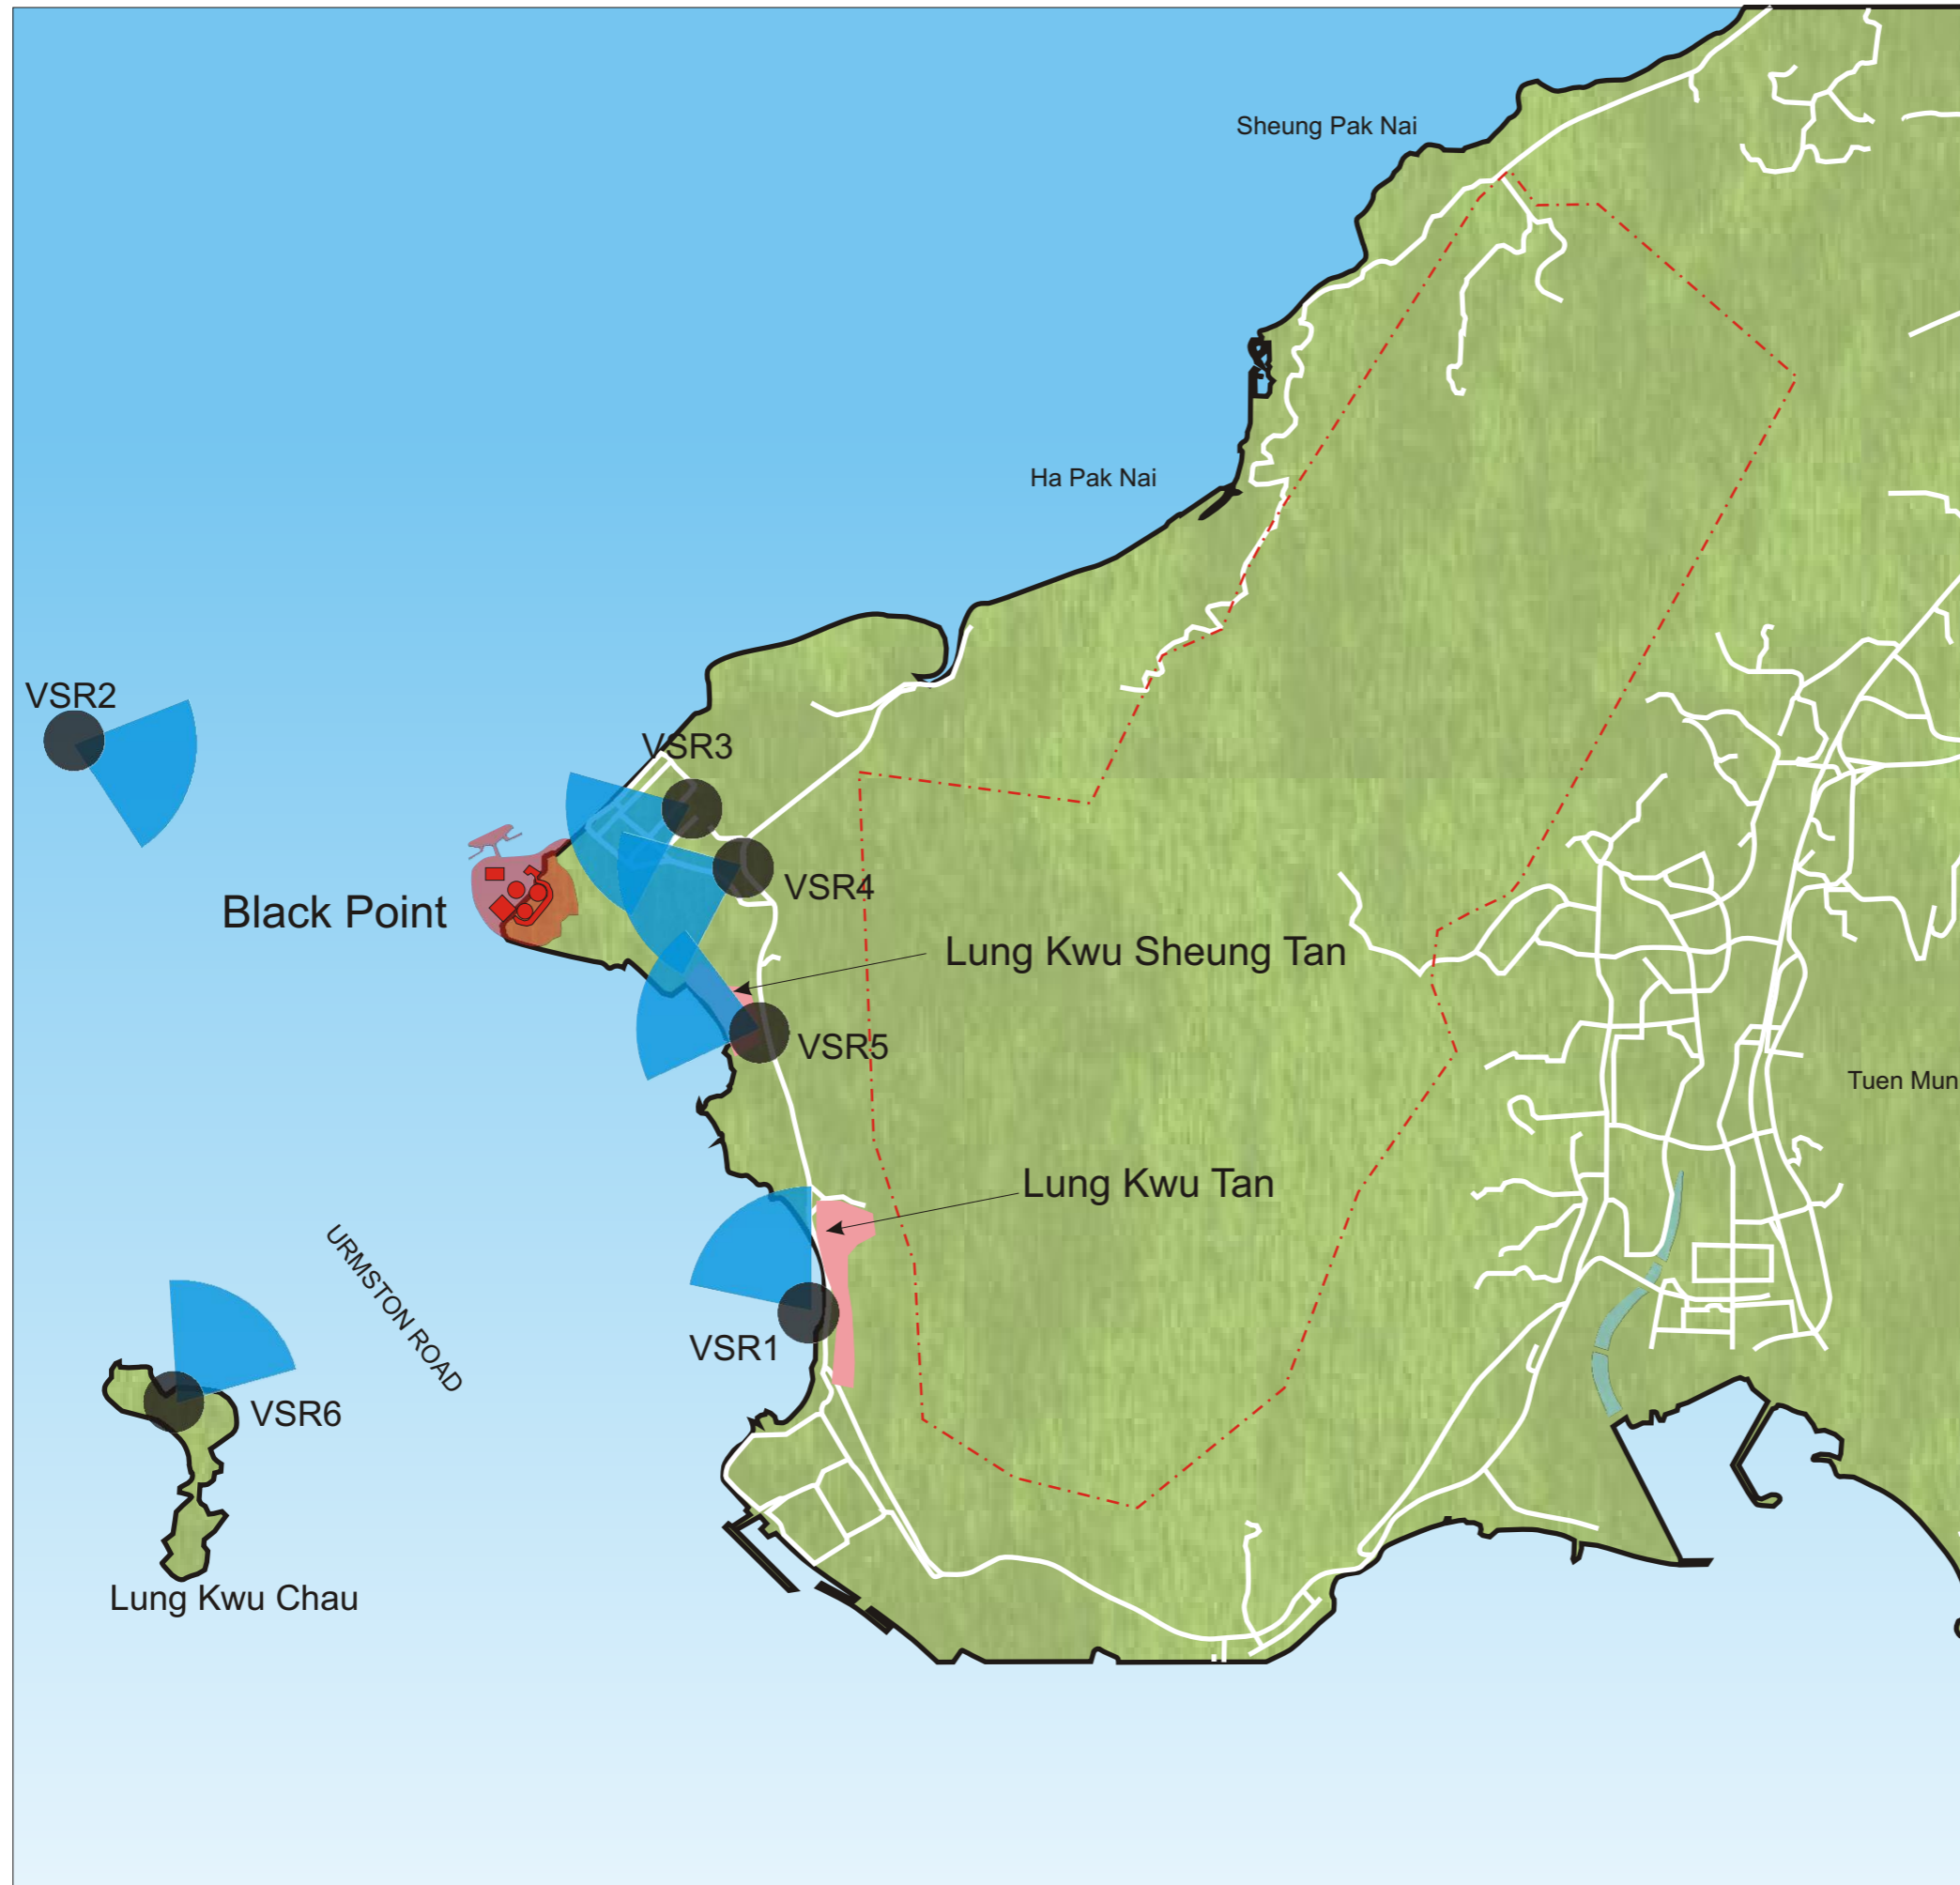 Sheung Pak Nai
Ha Pak Nai
VSR2
VSR3
VSR4
Black Point
Lung Kwu Sheung Tan
VSR5
Tuen Mun
Lung Kwu Tan
URMSTON ROAD
VSR1
VSR6
Lung Kwu Chau